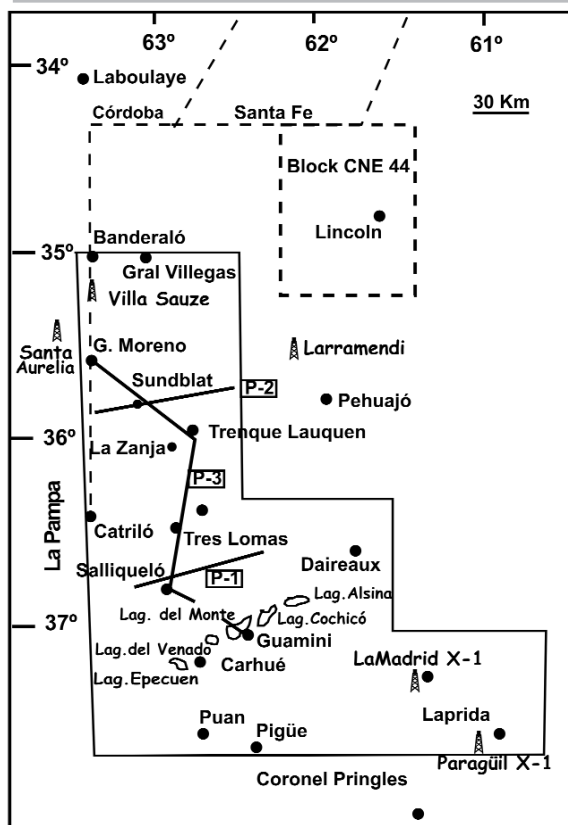 63º 62º 61º
34º
Laboulaye
30 Km
Córdoba Santa Fe
Block CNE 44
Lincoln
35º
Banderaló
Gral Villegas
Villa Sauze
Santa
Aurelia
G. Moreno
Larramendi
Sundblat
P-2
Pehuajó
36º
Trenque Lauquen
La Zanja
P-3
La Pampa
Catriló
Tres Lomas
Daireaux
Salliqueló
P-1
Lag. Alsina
Lag. del Monte
Lag.Cochicó
37º
Guamini
Lag.del Venado
Carhué
LaMadrid X-1
Lag.Epecuen
Puan
Laprida
Pigüe
Paragüil X-1
Coronel Pringles